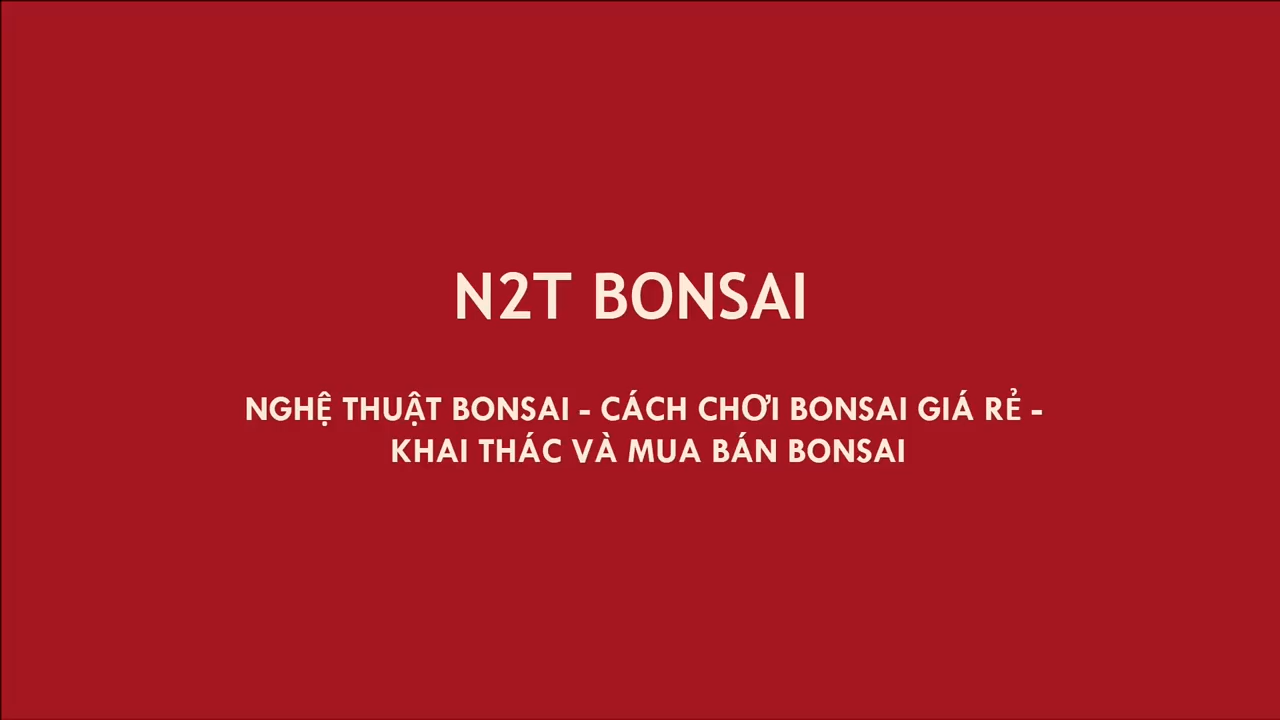 N2T BONSAI
NGHỆ THUẬT BONSAI - CÁCH CHƠI BONSAI GIÁ RẺ -
KHAI THÁC VÀ MUA BÁN BONSAI